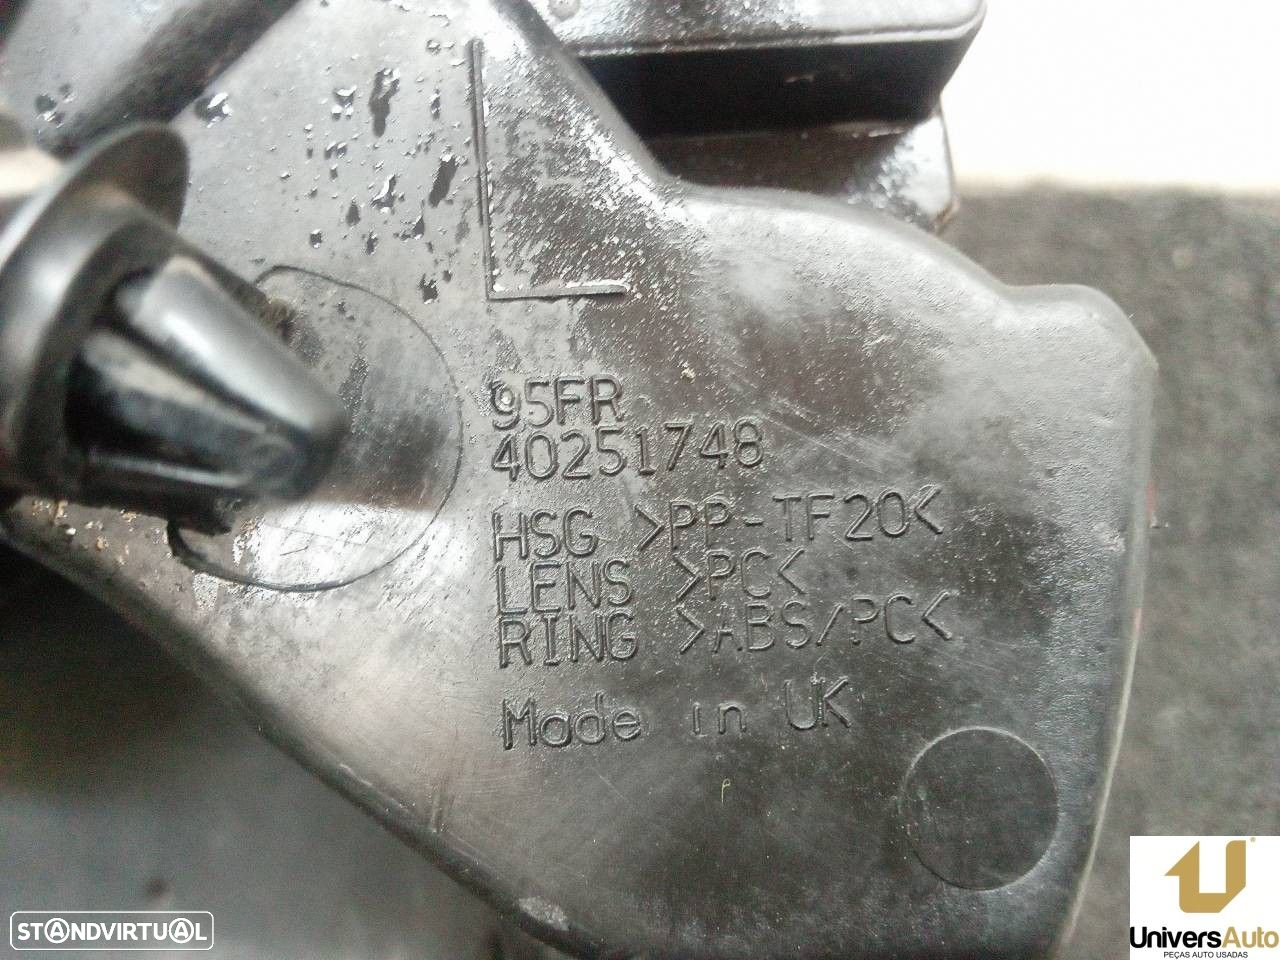 L
95FR
40251748
HSG >PP-TF20<
LENS >PC<
RING >ABS/PC<
Made in UK
STANDVIRTUAL
UniversAuto
PEÇAS AUTO USADAS